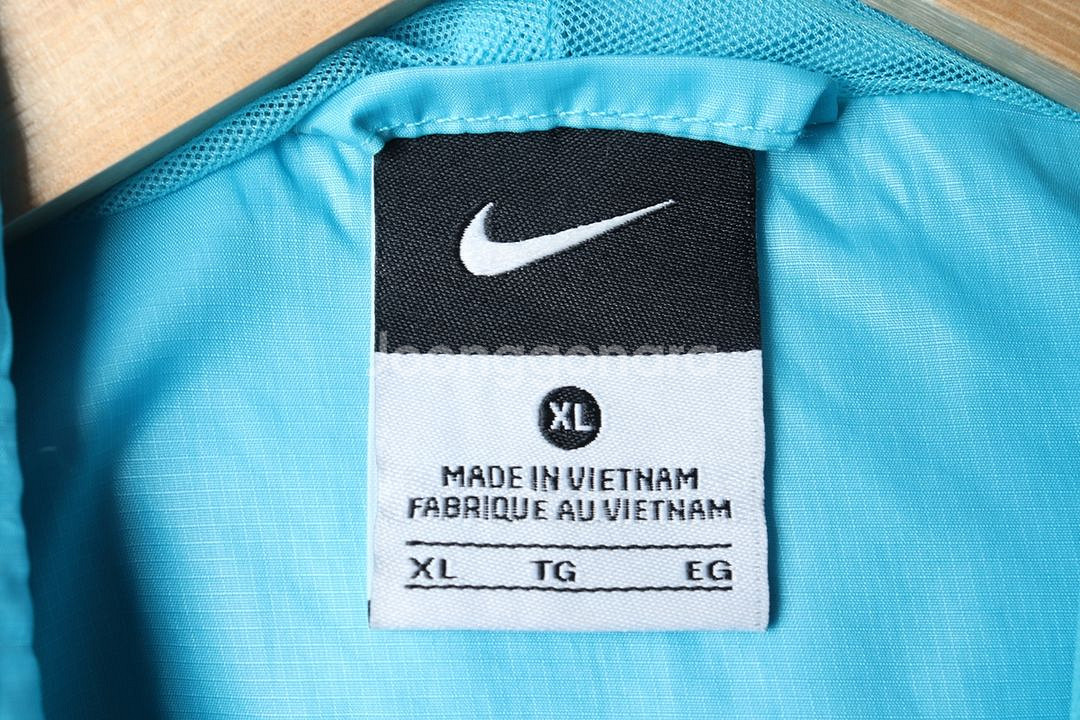 XL
MADE IN VIETNAM
FABRIQUE AU VIETNAM
XL TG EG